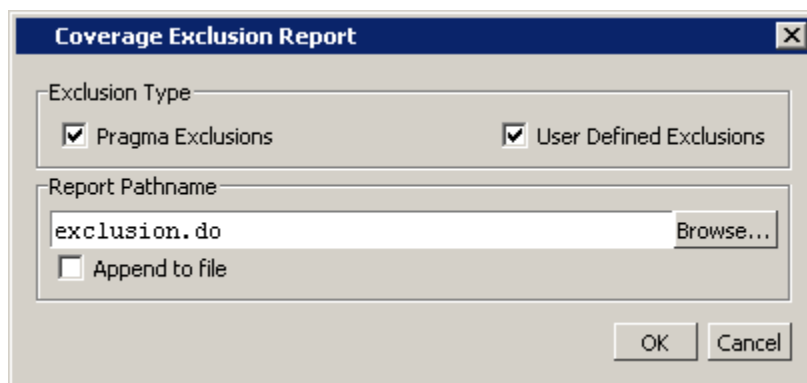 Coverage Exclusion Report
Exclusion Type
Pragma Exclusions
User Defined Exclusions
Report Pathname
exclusion.do
Browse...
Append to file
OK
Cancel